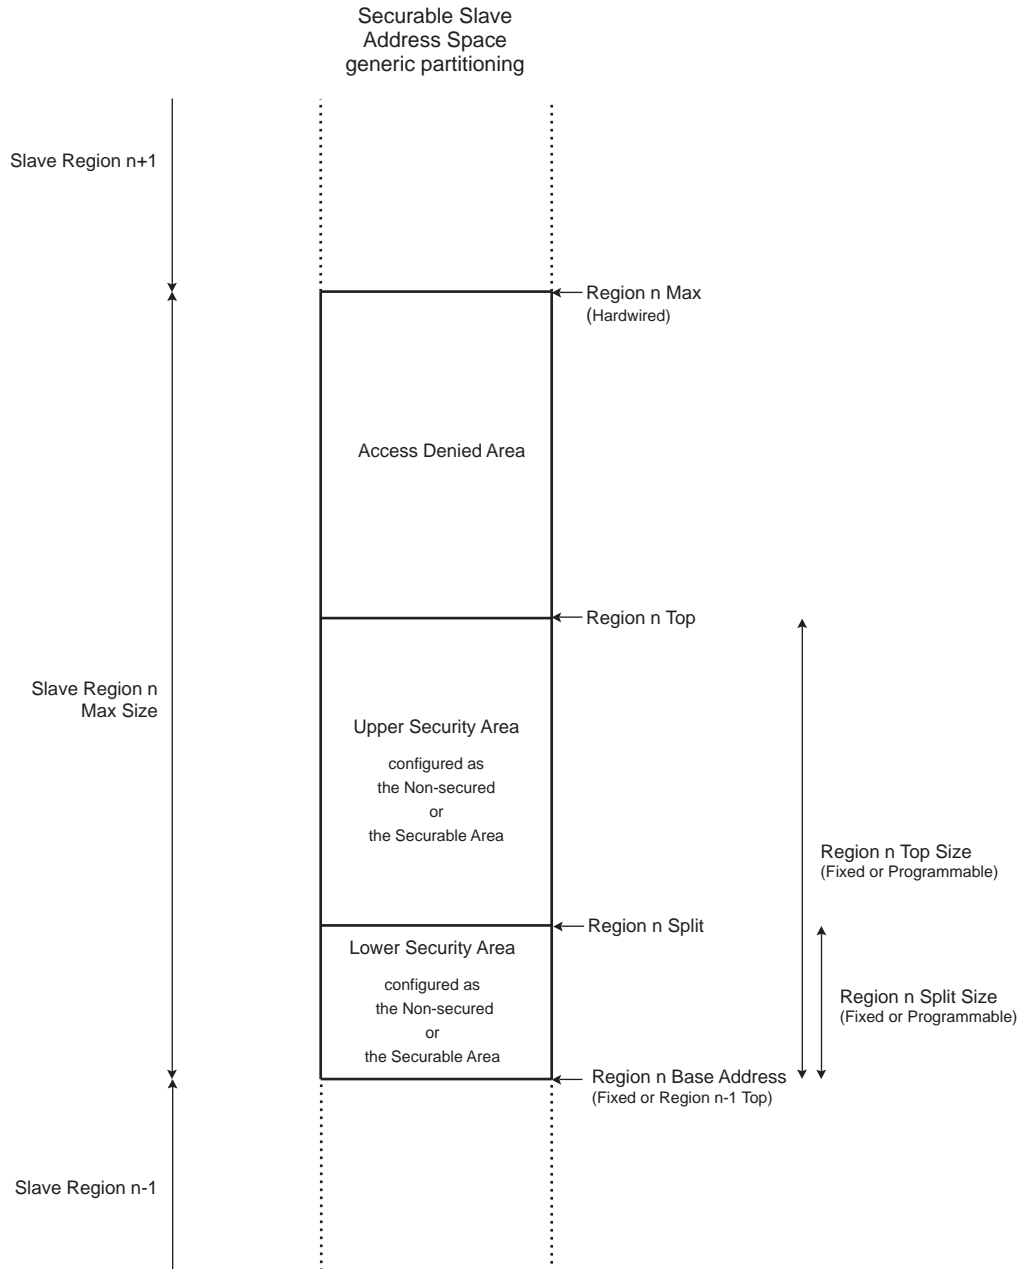 Securable Slave
Address Space
generic partitioning
Slave Region n+1
Region n Max
(Hardwired)
Access Denied Area
Region n Top
Slave Region n
Max Size
Upper Security Area
configured as
the Non-secured
or
the Securable Area
Region n Top Size
(Fixed or Programmable)
Region n Split
Lower Security Area
configured as
the Non-secured
or
the Securable Area
Region n Split Size
(Fixed or Programmable)
Region n Base Address
(Fixed or Region n-1 Top)
Slave Region n-1